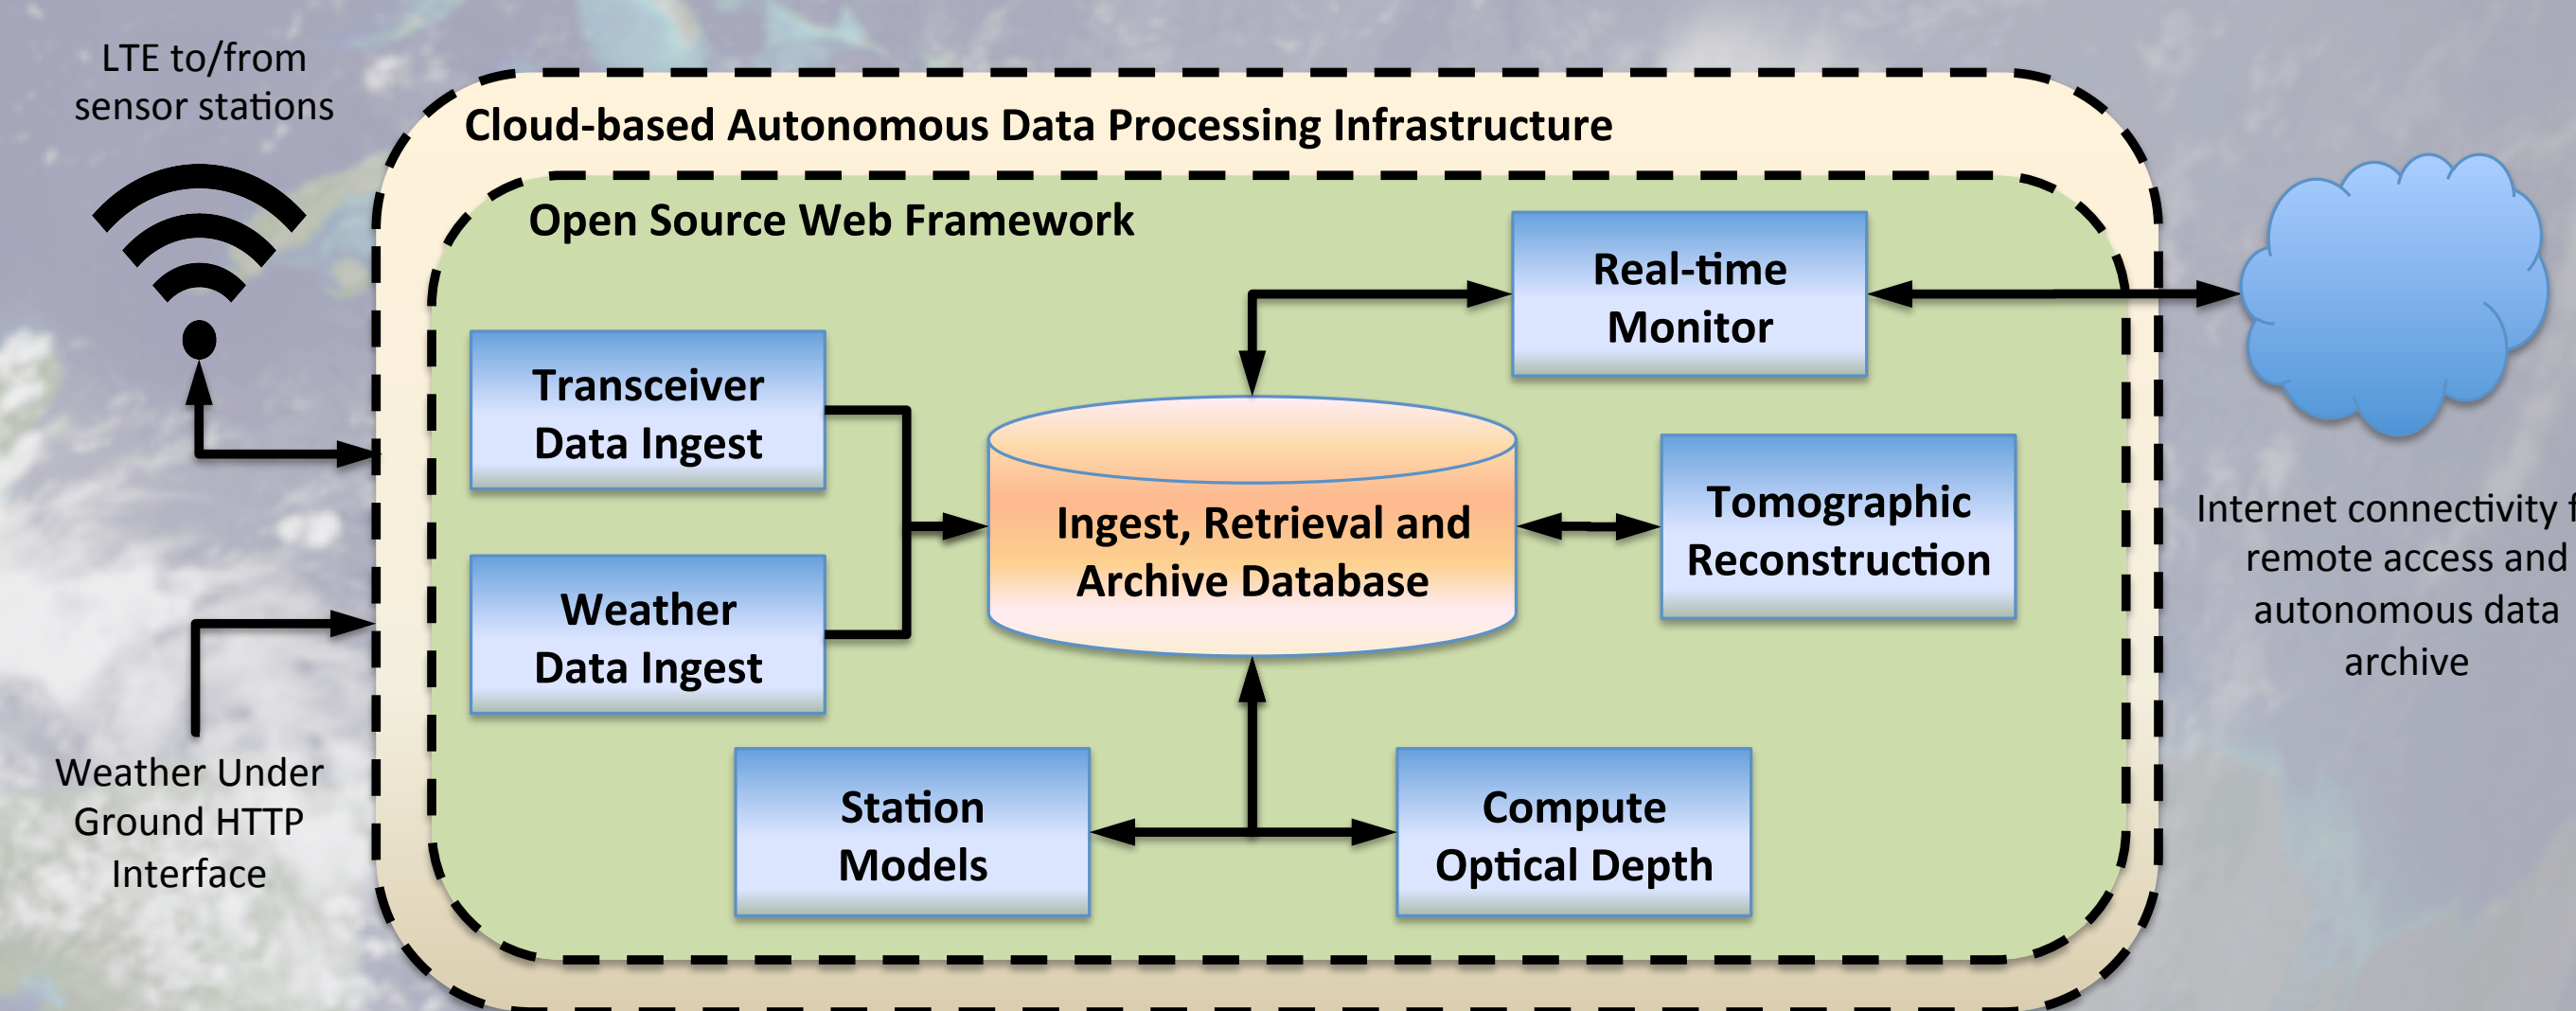 LTE to/from
sensor stations
Cloud-based Autonomous Data Processing Infrastructure
Open Source Web Framework
Real-time
Monitor
Transceiver
Data Ingest
Ingest, Retrieval and
Archive Database
Tomographic
Reconstruction
Weather
Data Ingest
Internet connectivity
remote access and
autonomous data
archive
Weather Under
Ground HTTP
Interface
Station
Models
Compute
Optical Depth